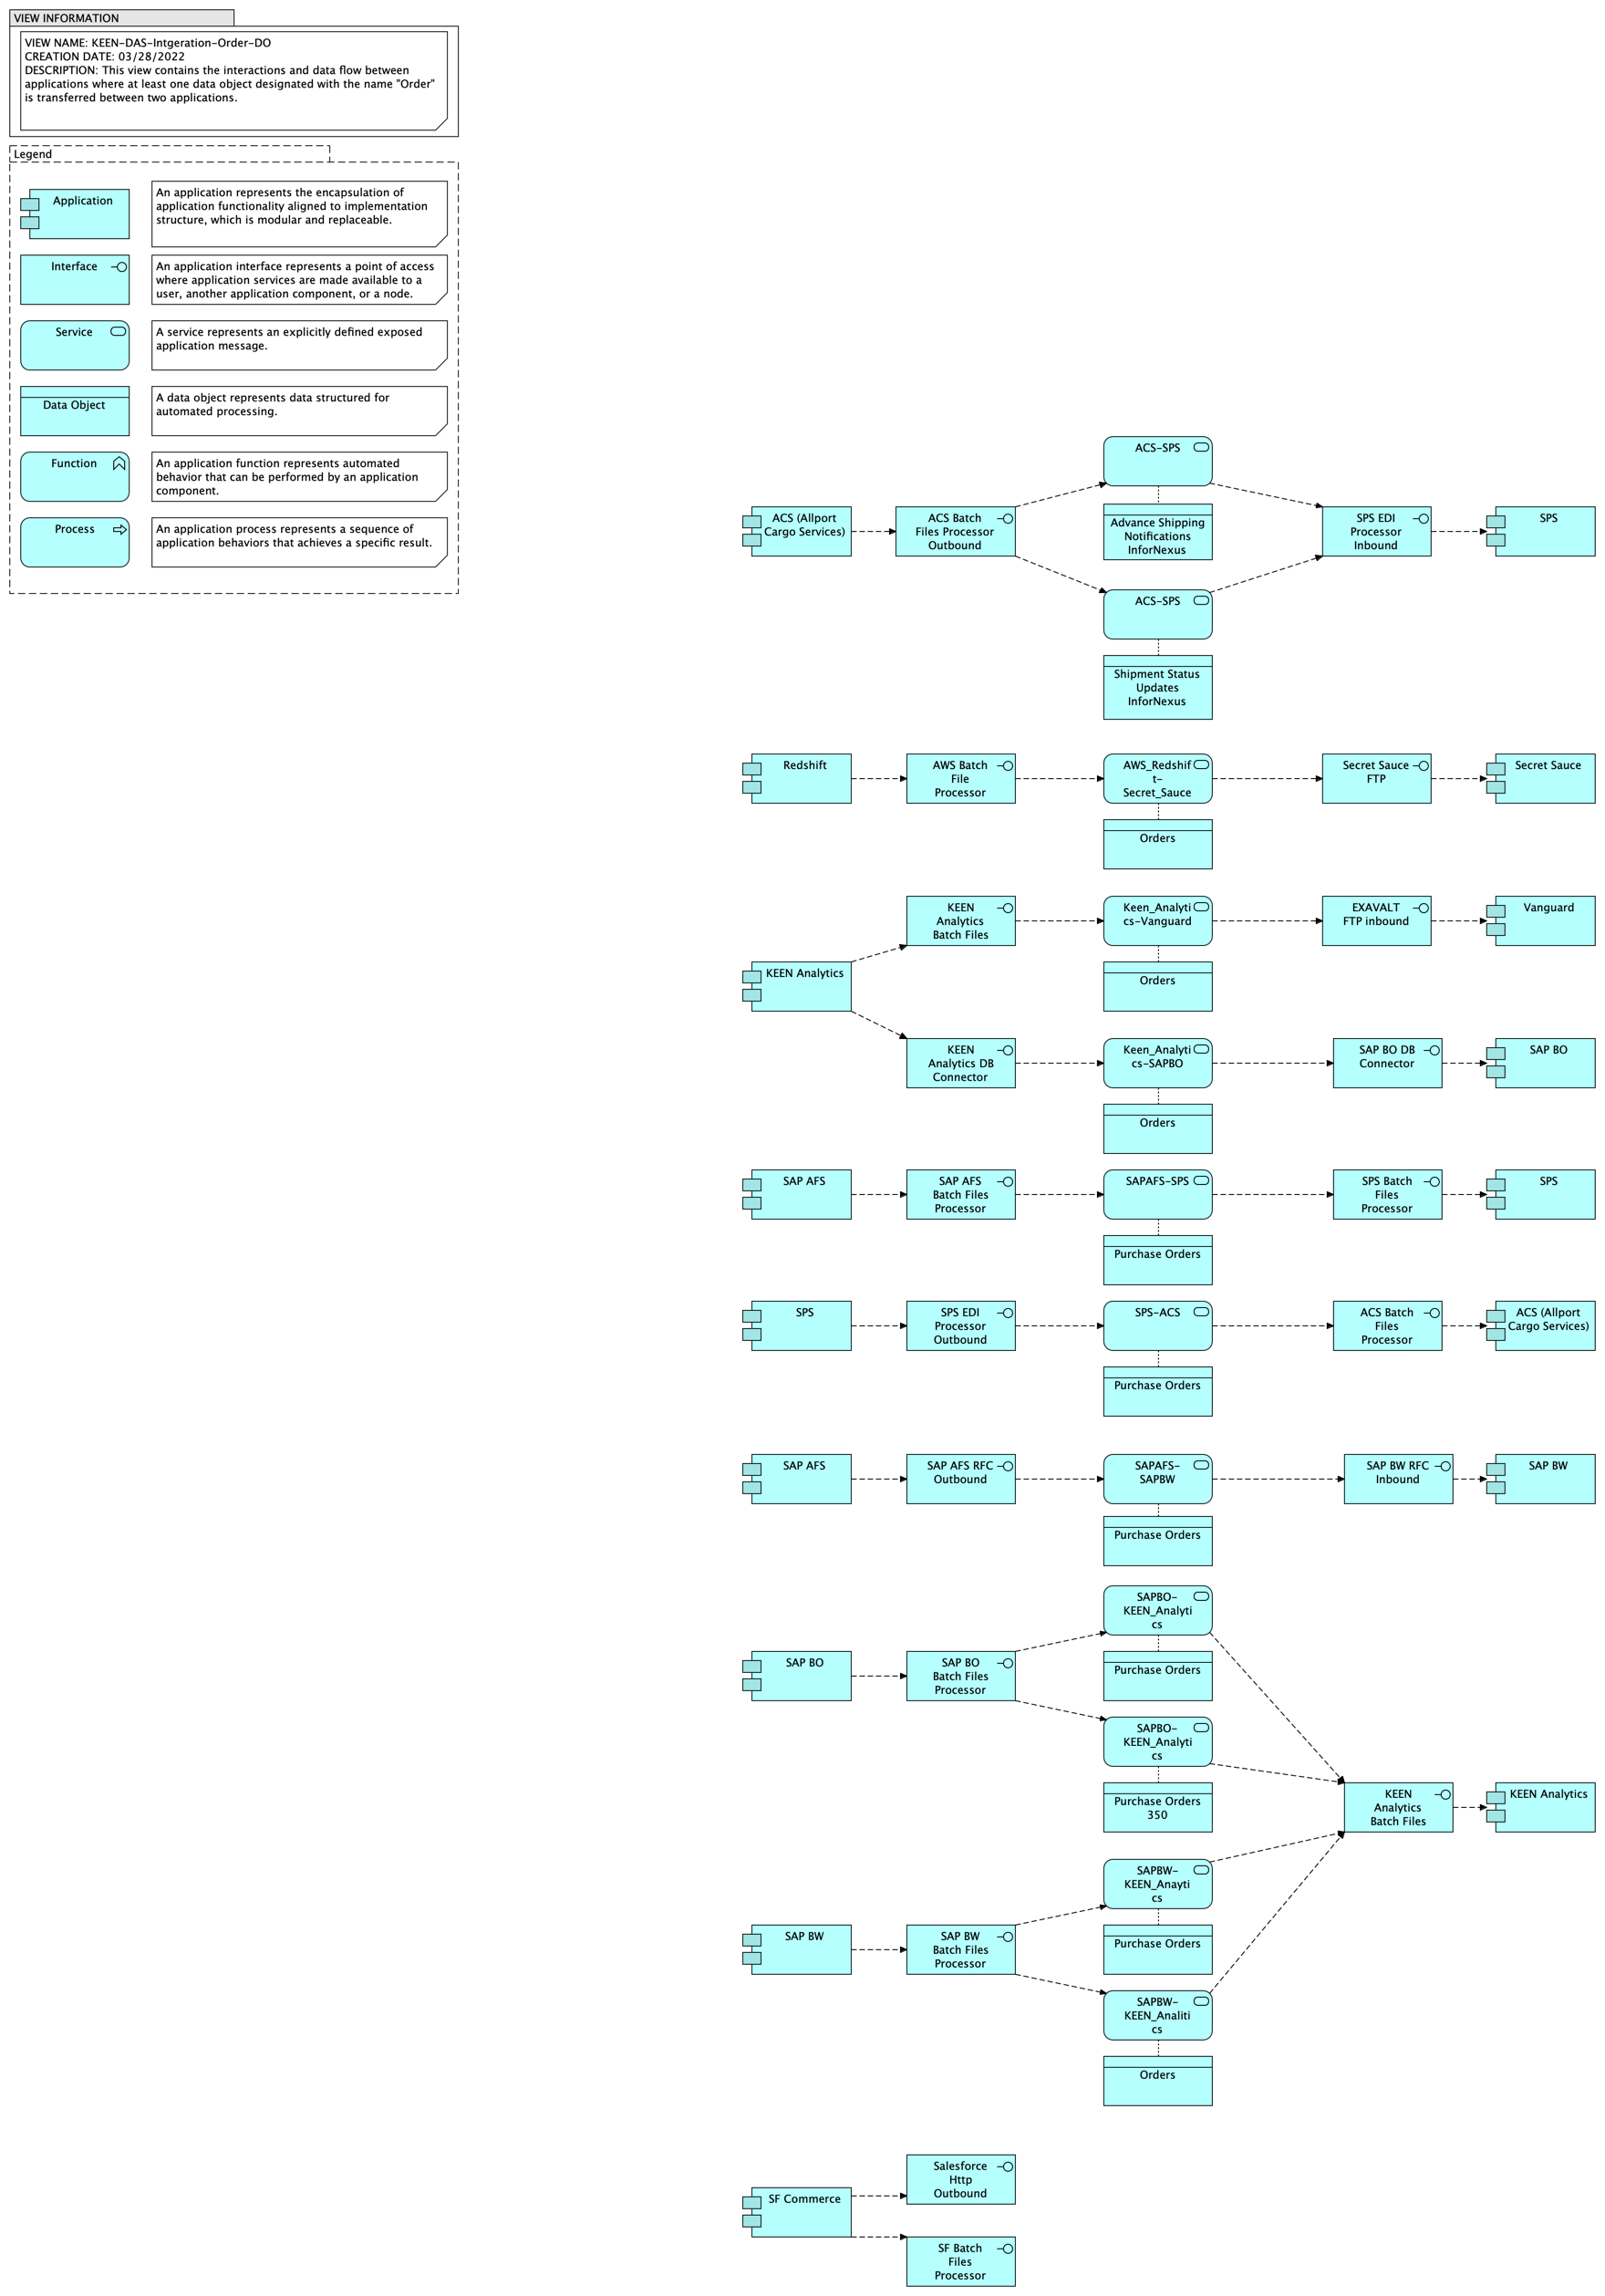 VIEW INFORMATION
VIEW NAME: KEEN-DAS-Intgeration-Order-DO
CREATION DATE: 03/28/2022
DESCRIPTION: This view contains the interactions and data flow between
applications where at least one data object designated with the name "Order"
is transferred between two applications.
Legend
Application
An application represents the encapsulation of
application functionality aligned to implementation
structure, which is modular and replaceable.
Interface
An application interface represents a point of access
where application services are made available to a
user, another application component, or a node.
Service
A service represents an explicitly defined exposed
application message.
Data Object
A data object represents data structured for
automated processing.
Function
An application function represents automated
behavior that can be performed by an application
component.
Process
An application process represents a sequence of
application behaviors that achieves a specific result.
ACS-SPS
ACS (Allport
Cargo Services)
ACS Batch
Files Processor
Outbound
Advance Shipping
Notifications
InforNexus
SPS EDI
Processor
Inbound
SPS
ACS-SPS
Shipment Status
Updates
InforNexus
Redshift
AWS Batch
File
Processor
AWS_Redshif
t-
Secret_Sauce
Secret Sauce
FTP
Secret Sauce
Orders
KEEN
Analytics
Batch Files
Keen_Analyti
cs-Vanguard
EXAVALT
FTP inbound
Vanguard
KEEN Analytics
Orders
KEEN
Analytics DB
Connector
Keen_Analyti
cs-SAPBO
SAP BO DB
Connector
SAP BO
Orders
SAP AFS
SAP AFS
Batch Files
Processor
SAPAFS-SPS
SPS Batch
Files
Processor
SPS
Purchase Orders
SPS
SPS EDI
Processor
Outbound
SPS-ACS
ACS Batch
Files
Processor
ACS (Allport
Cargo Services)
Purchase Orders
SAP AFS
SAP AFS RFC
Outbound
SAPAFS-
SAPBW
SAP BW RFC
Inbound
SAP BW
Purchase Orders
SAPBO-
KEEN_Analyti
cs
SAP BO
SAP BO
Batch Files
Processor
Purchase Orders
SAPBO-
KEEN_Analyti
cs
Purchase Orders
350
KEEN
Analytics
Batch Files
KEEN Analytics
SAPBW-
KEEN_Anayti
cs
SAP BW
SAP BW
Batch Files
Processor
Purchase Orders
SAPBW-
KEEN_Analiti
cs
Orders
Salesforce
Http
Outbound
SF Commerce
SF Batch
Files
Processor